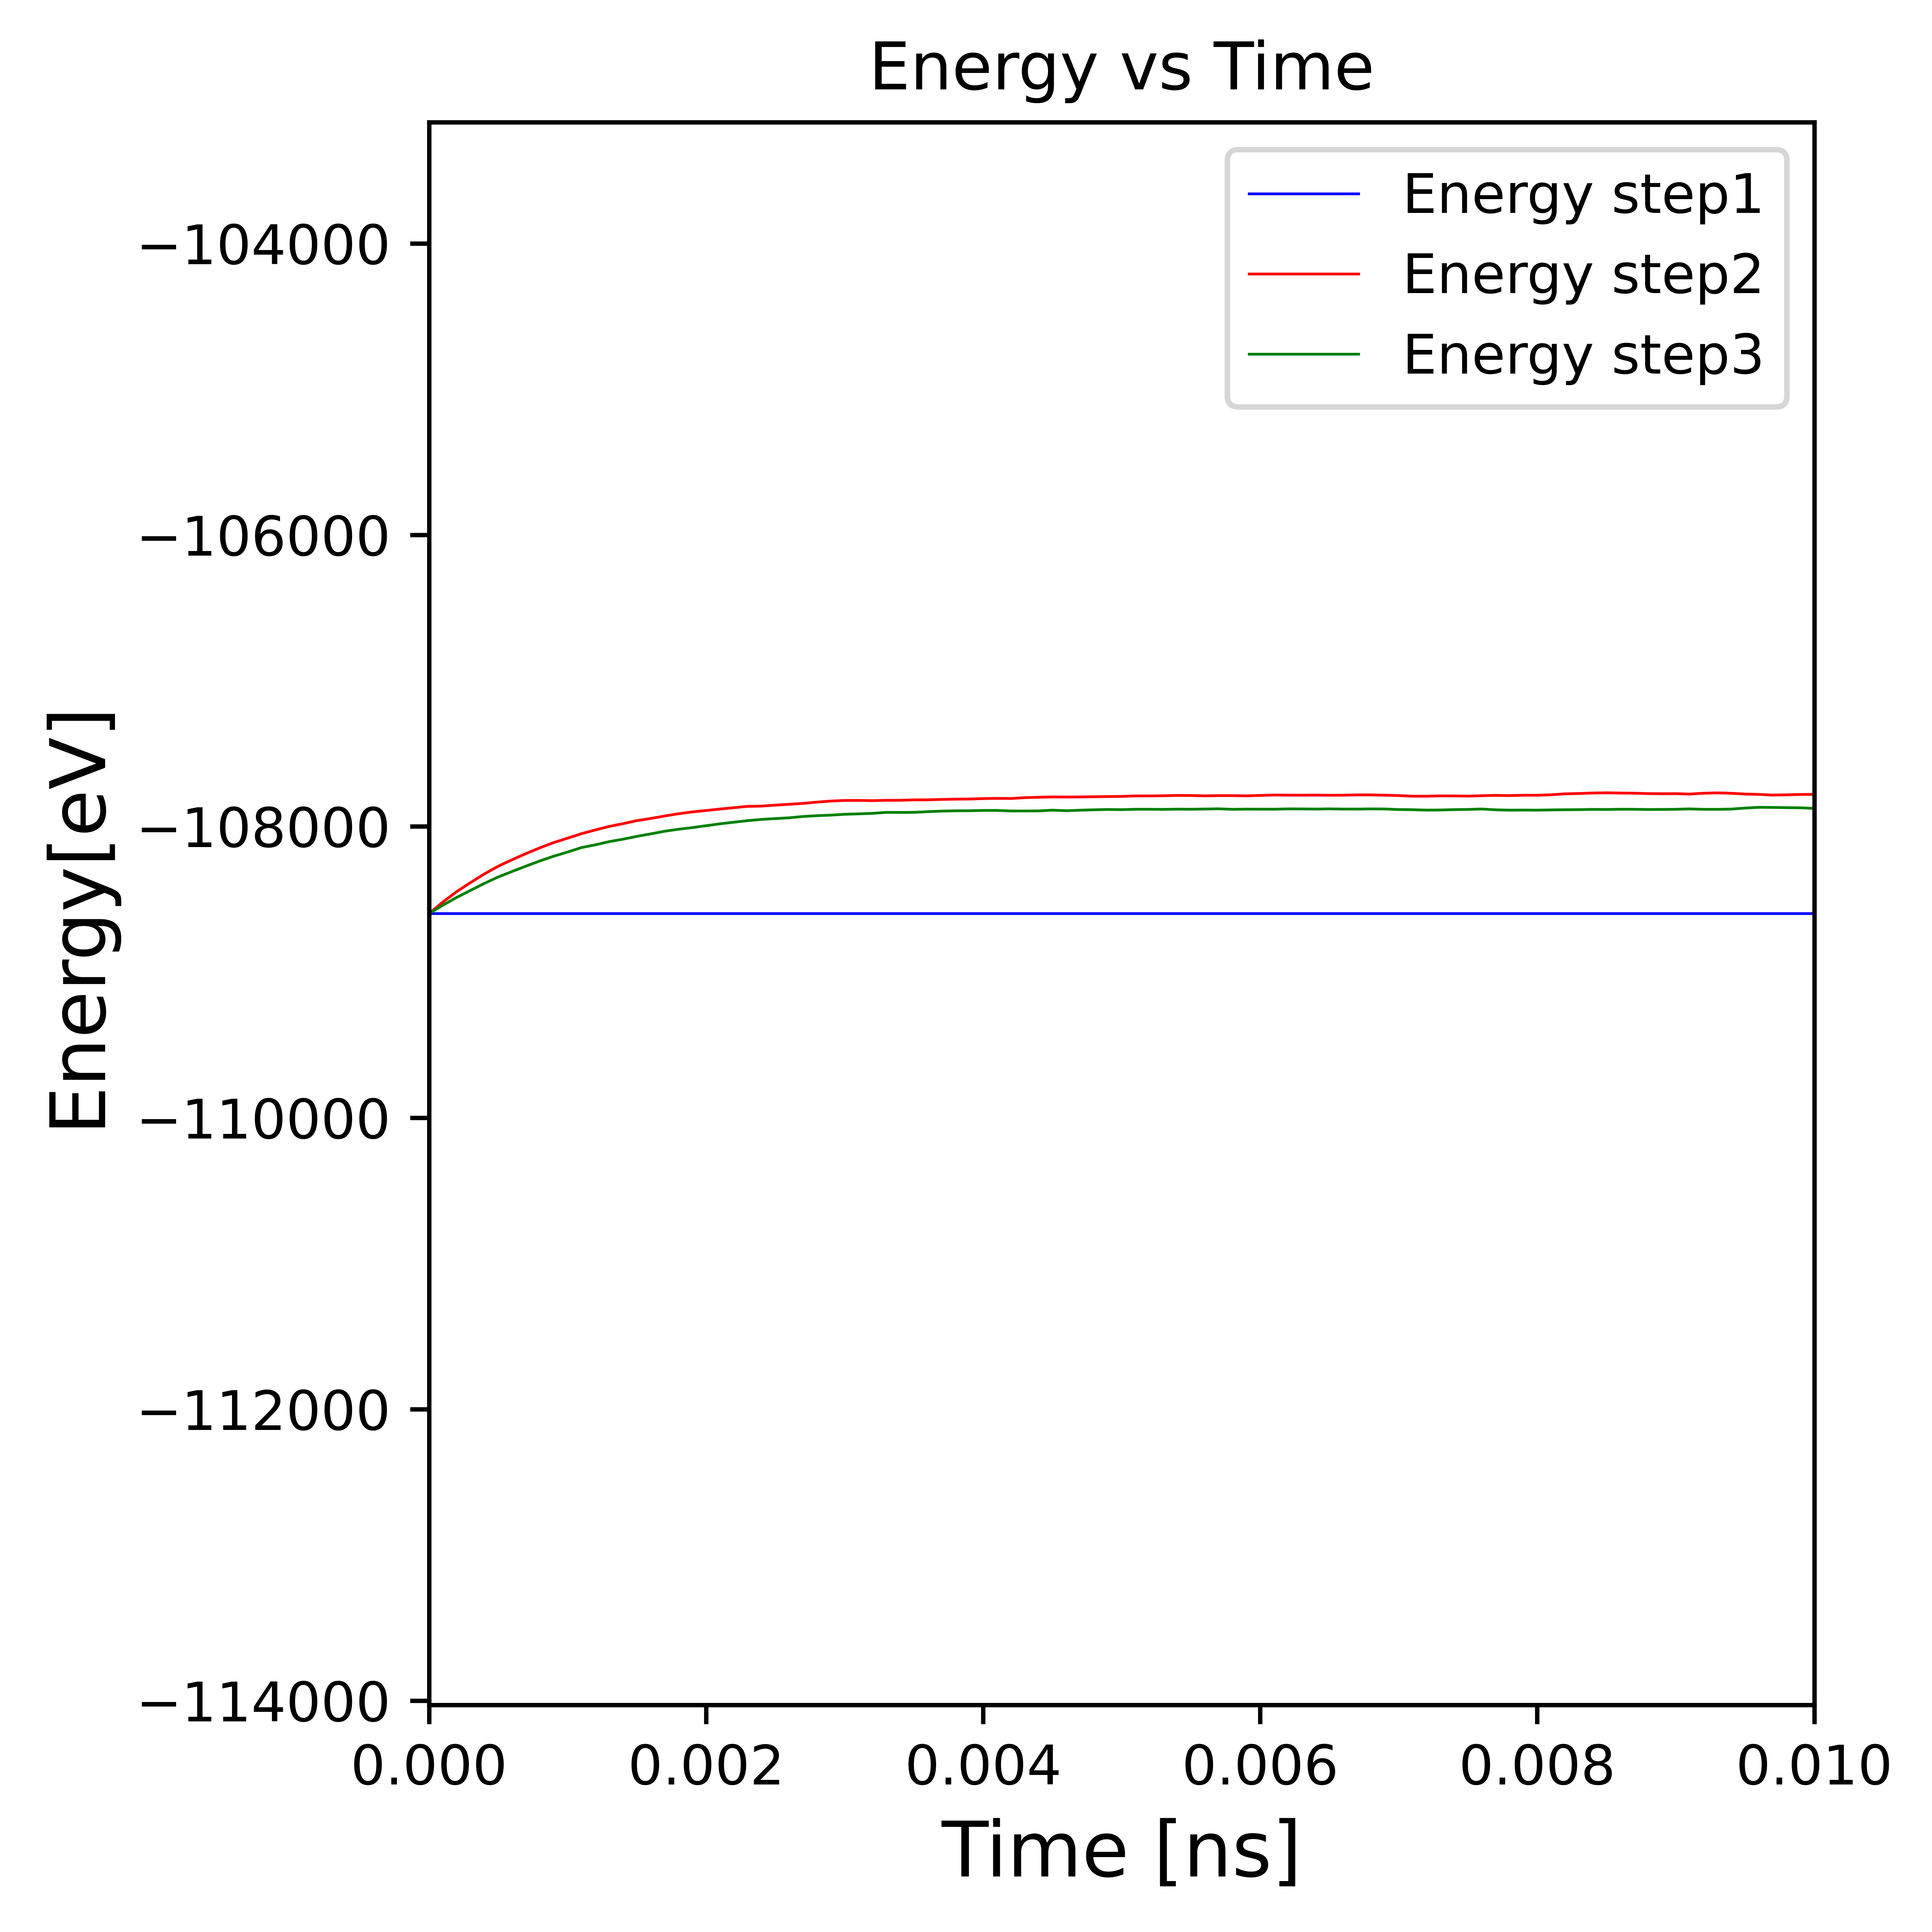 Energy vs Time
Energy step1
Energy step2
Energy step3
Energy[eV]
−104000
−106000
−108000
−110000
−112000
−114000
0.000 0.002 0.004 0.006 0.008 0.010
Time [ns]